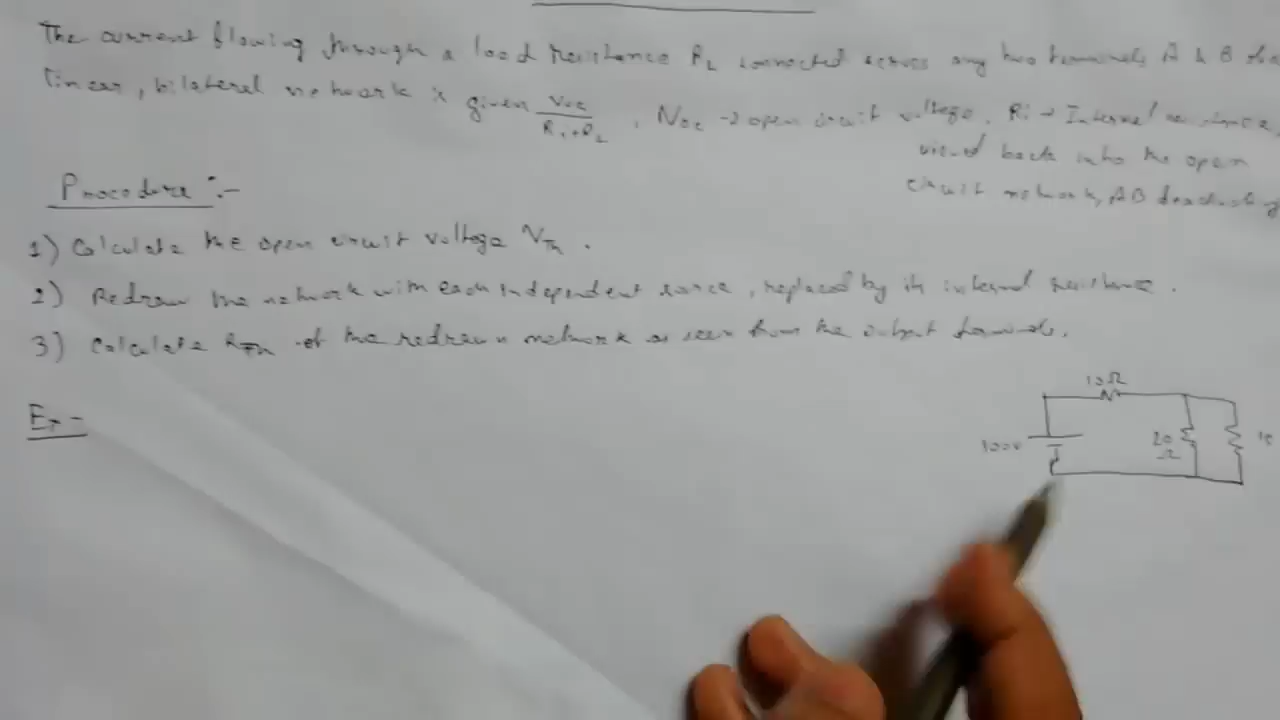 The current flowing through a load resistance RL connected across any two terminals A & B of a
linear, bilateral network is given Voc / Ri+RL , Voc → open circuit voltage, Ri → Internal resistance
viewed back into the open
circuit network, AB
Procedure :-
1) Calculate the open circuit voltage VTh .
2) Redraw the network with each independent source, replaced by its internal resistance .
3) Calculate RTh of the redrawn network as seen from the output terminals.
10Ω
Ex -
100V
20
Ω
10